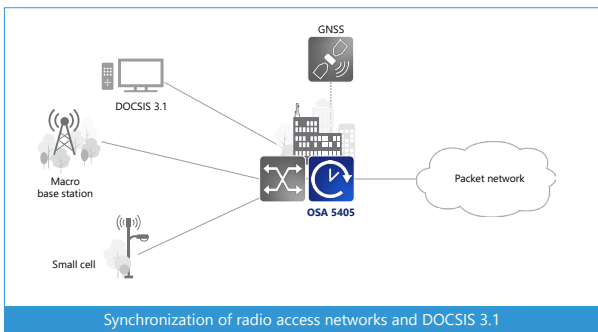 GNSS
DOCSIS 3.1
Macro
base station
Packet network
OSA 5405
Small cell
Synchronization of radio access networks and DOCSIS 3.1